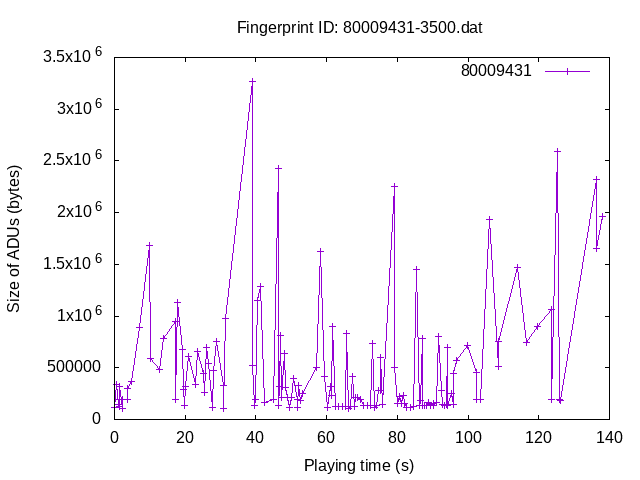 Fingerprint ID: 80009431-3500.dat
80009431
3.5x10^6
3x10^6
2.5x10^6
2x10^6
1.5x10^6
1x10^6
500000
0
Size of ADUs (bytes)
0 20 40 60 80 100 120 140
Playing time (s)